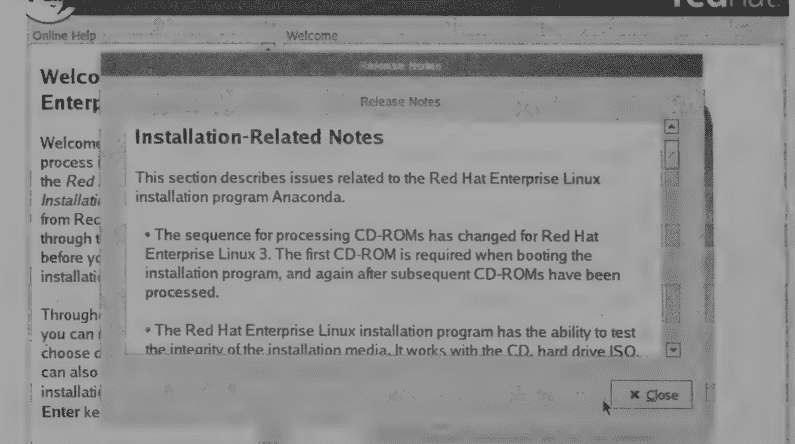 redhat
Online Help
Welcome
Release Notes
Release Notes
Welco
Enterp
Welcome
process
the Red
Installati
from Red
through t
before yo
installati
Through
you can
choose d
can also
installati
Enter ke
Installation-Related Notes
This section describes issues related to the Red Hat Enterprise Linux
installation program Anaconda.
• The sequence for processing CD-ROMs has changed for Red Hat
Enterprise Linux 3. The first CD-ROM is required when booting the
installation program, and again after subsequent CD-ROMs have been
processed.
• The Red Hat Enterprise Linux installation program has the ability to test
the integrity of the installation media. It works with the CD, hard drive ISO,
Close